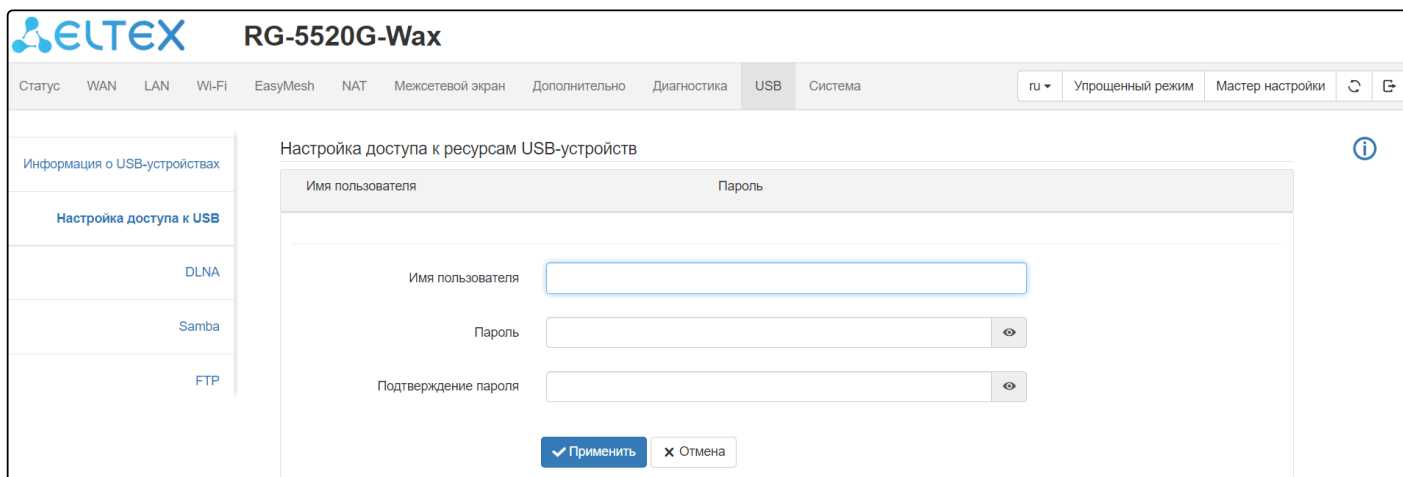 ELTEX RG-5520G-Wax
Статус WAN LAN Wi-Fi EasyMesh NAT Межсетевой экран Дополнительно Диагностика USB Система ru Упрощенный режим Мастер настройки
Информация о USB-устройствах
Настройка доступа к USB
DLNA
Samba
FTP
Настройка доступа к ресурсам USB-устройств
Имя пользователя Пароль
Имя пользователя
Пароль
Подтверждение пароля
Применить Отмена